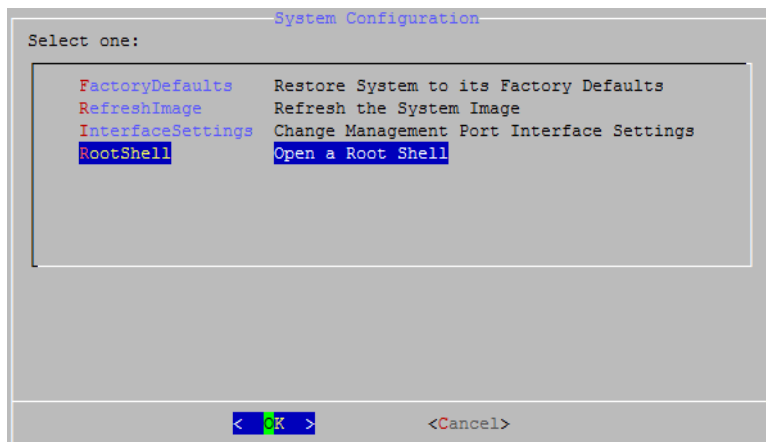 System Configuration
Select one:
FactoryDefaults Restore System to its Factory Defaults
RefreshImage Refresh the System Image
InterfaceSettings Change Management Port Interface Settings
RootShell Open a Root Shell
< OK > <Cancel>